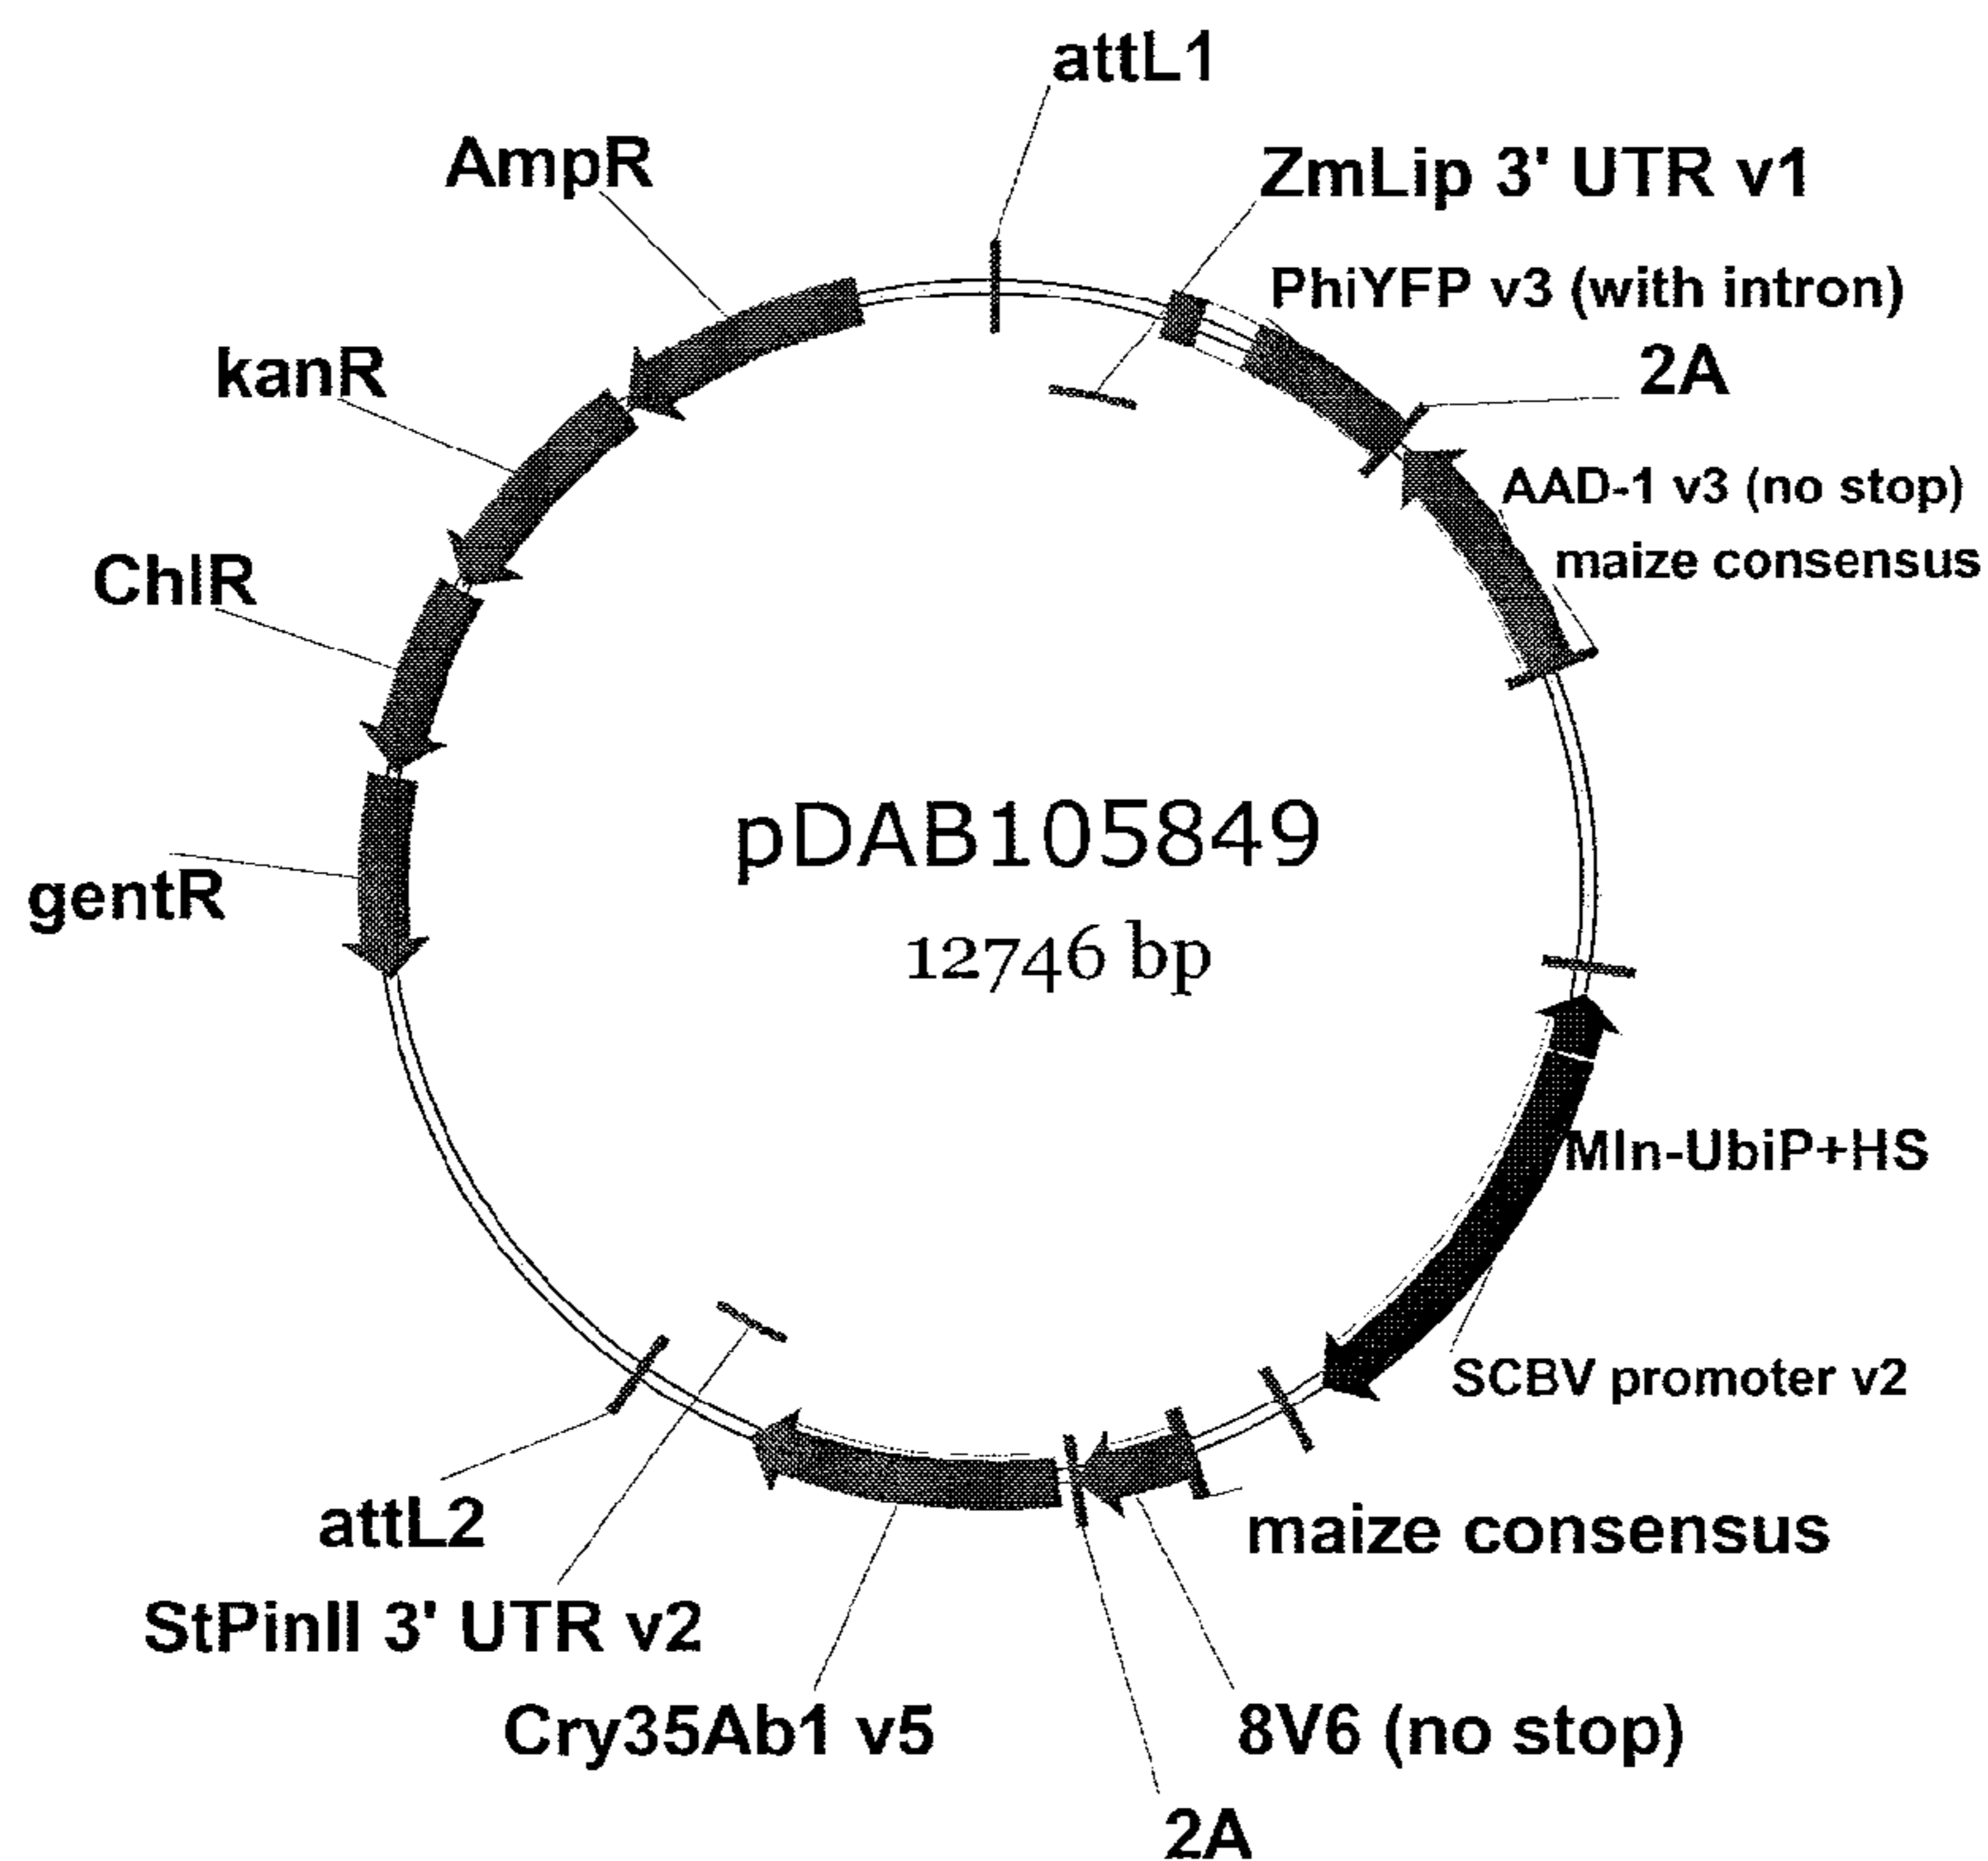 attL1
AmpR
ZmLip 3' UTR v1
PhiYFP v3 (with intron)
kanR
2A
AAD-1 v3 (no stop)
maize consensus
ChlR
pDAB105849
gentR
12746 bp
MIn-UbiP+HS
SCBV promoter v2
attL2
maize consensus
StPinII 3' UTR v2
Cry35Ab1 v5
8V6 (no stop)
2A